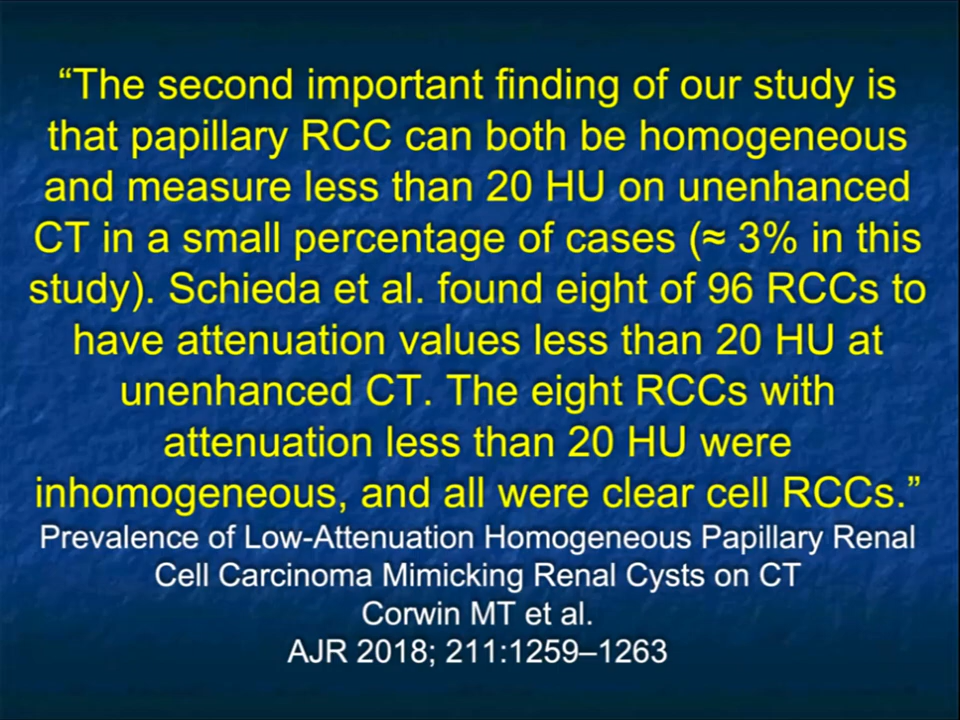 “The second important finding of our study is
that papillary RCC can both be homogeneous
and measure less than 20 HU on unenhanced
CT in a small percentage of cases (≈ 3% in this
study). Schieda et al. found eight of 96 RCCs to
have attenuation values less than 20 HU at
unenhanced CT. The eight RCCs with
attenuation less than 20 HU were
inhomogeneous, and all were clear cell RCCs.”
Prevalence of Low-Attenuation Homogeneous Papillary Renal
Cell Carcinoma Mimicking Renal Cysts on CT
Corwin MT et al.
AJR 2018; 211:1259–1263